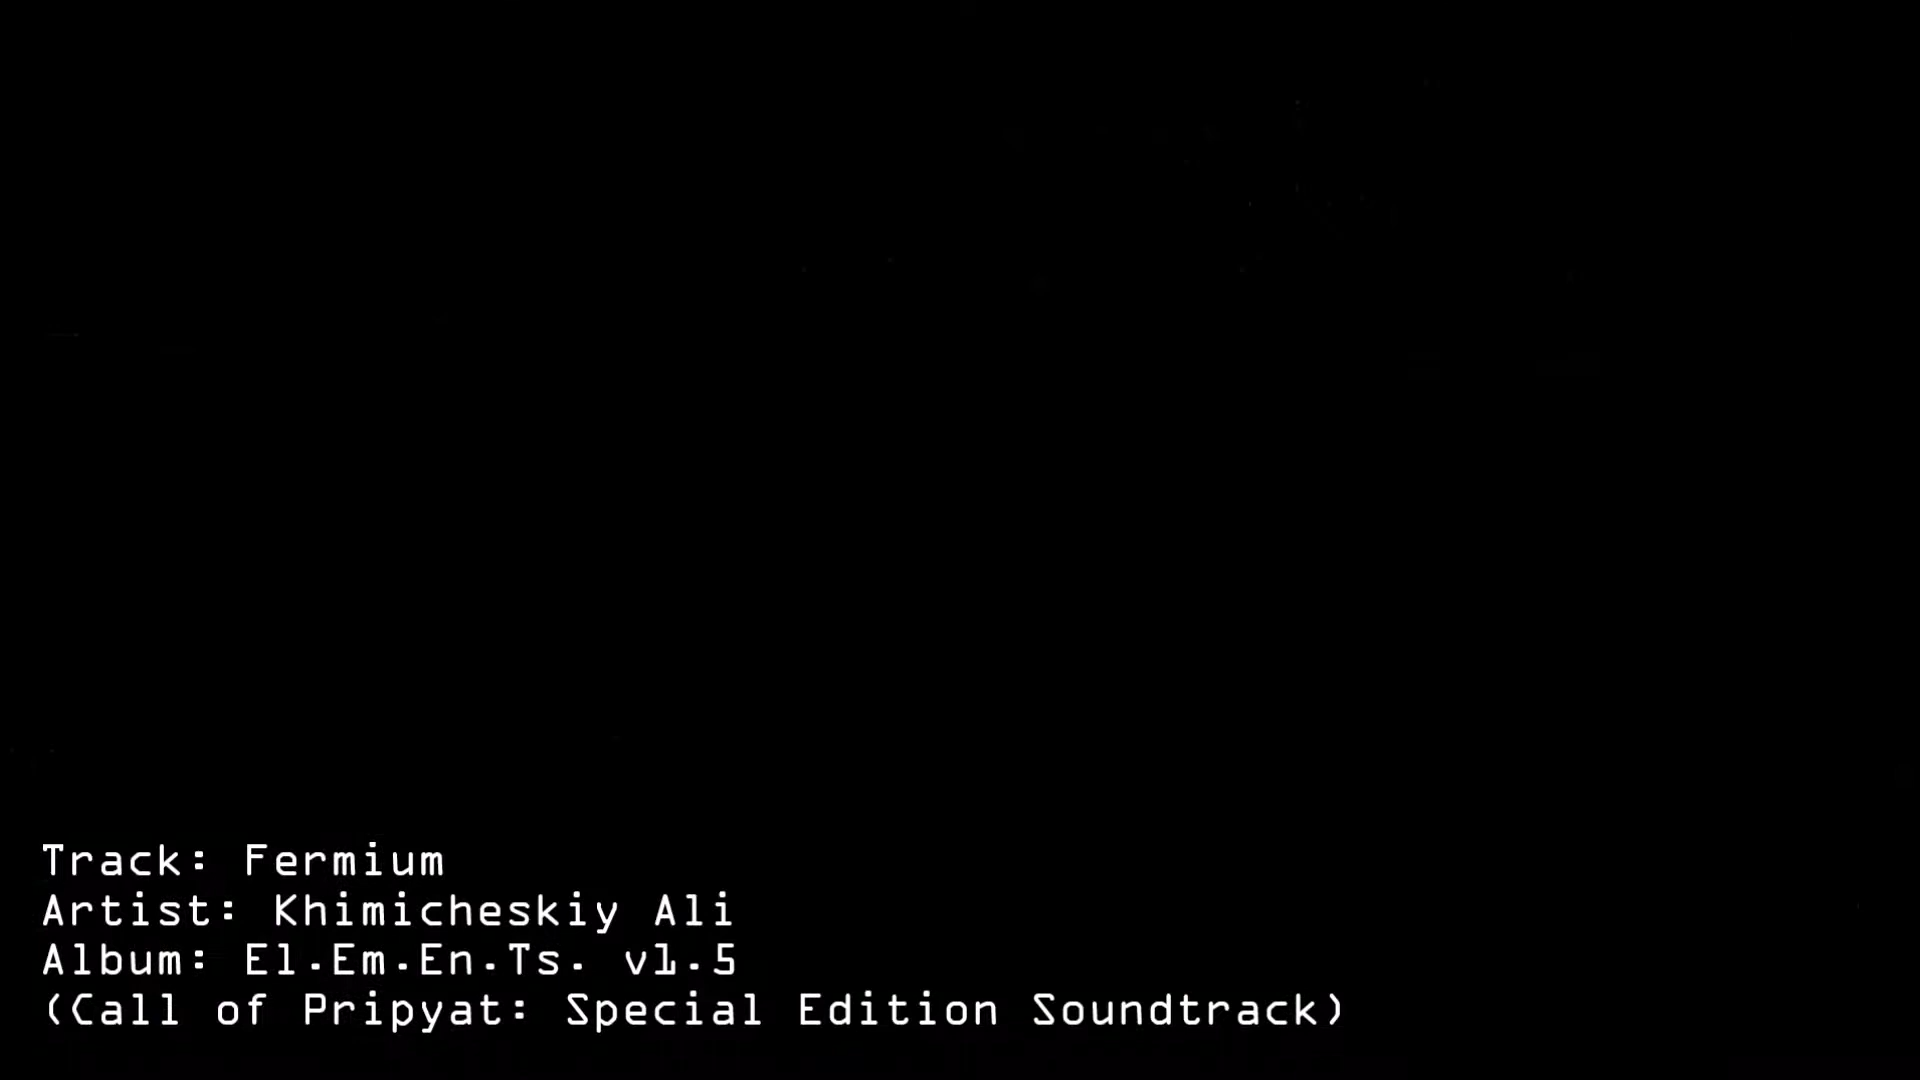 Track: Fermium
Artist: Khimicheskiy Ali
Album: El.Em.En.Ts. v1.5
(Call of Pripyat: Special Edition Soundtrack)